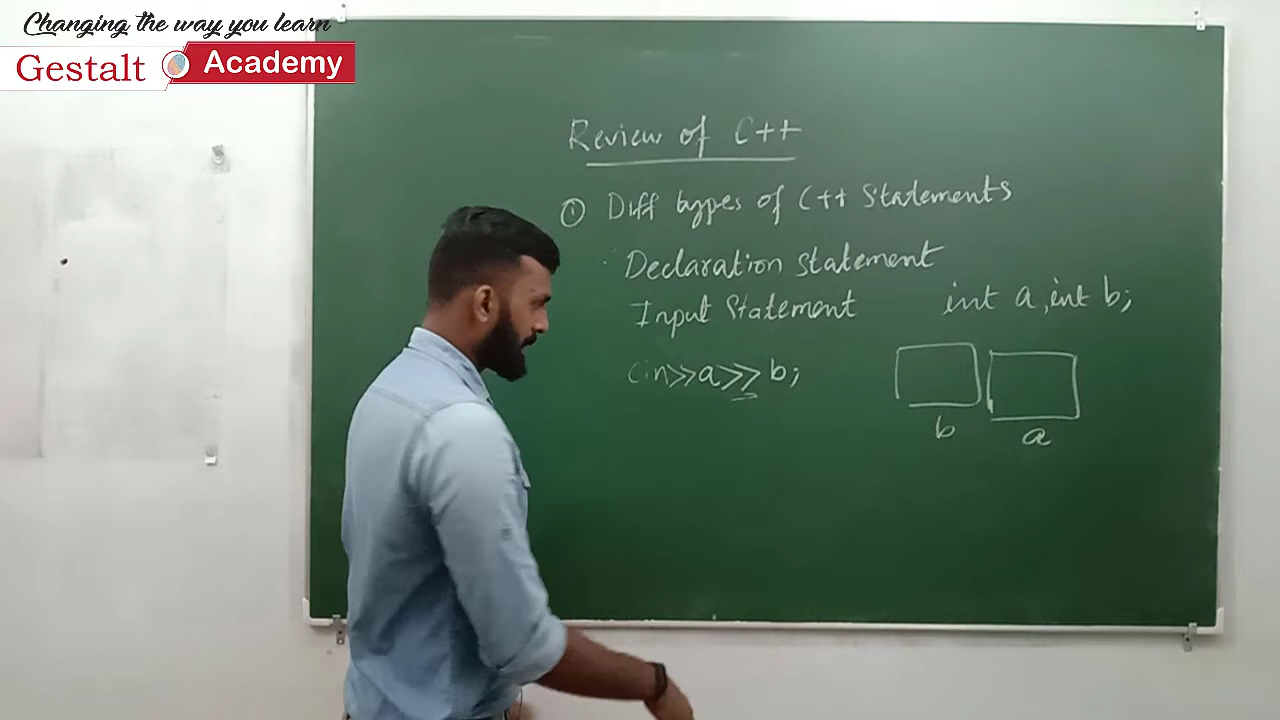 Changing the way you learn
Gestalt Academy
Review of C++
① Diff types of C++ Statements
Declaration statement
Input Statement
int a, int b;
cin>>a>>b;
b
a